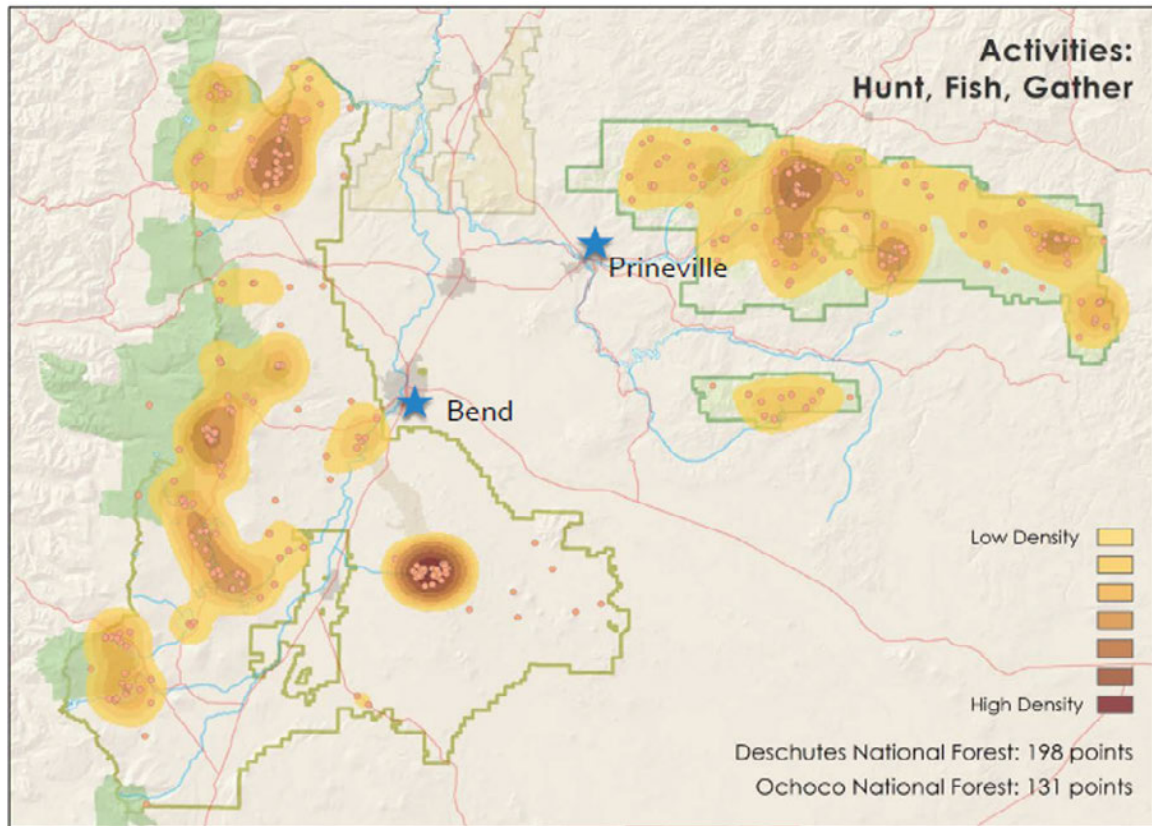 Activities:
Hunt, Fish, Gather
Prineville
Bend
Low Density
High Density
Deschutes National Forest: 198 points
Ochoco National Forest: 131 points